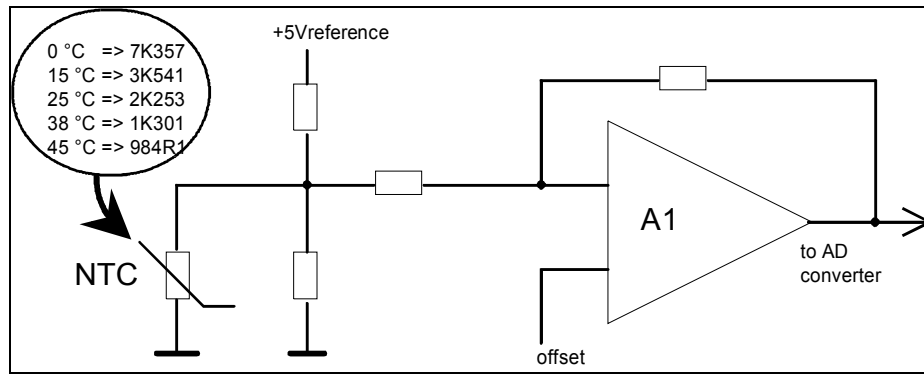 0 °C => 7K357
15 °C => 3K541
25 °C => 2K253
38 °C => 1K301
45 °C => 984R1
+5Vreference
NTC
A1
to AD
converter
offset